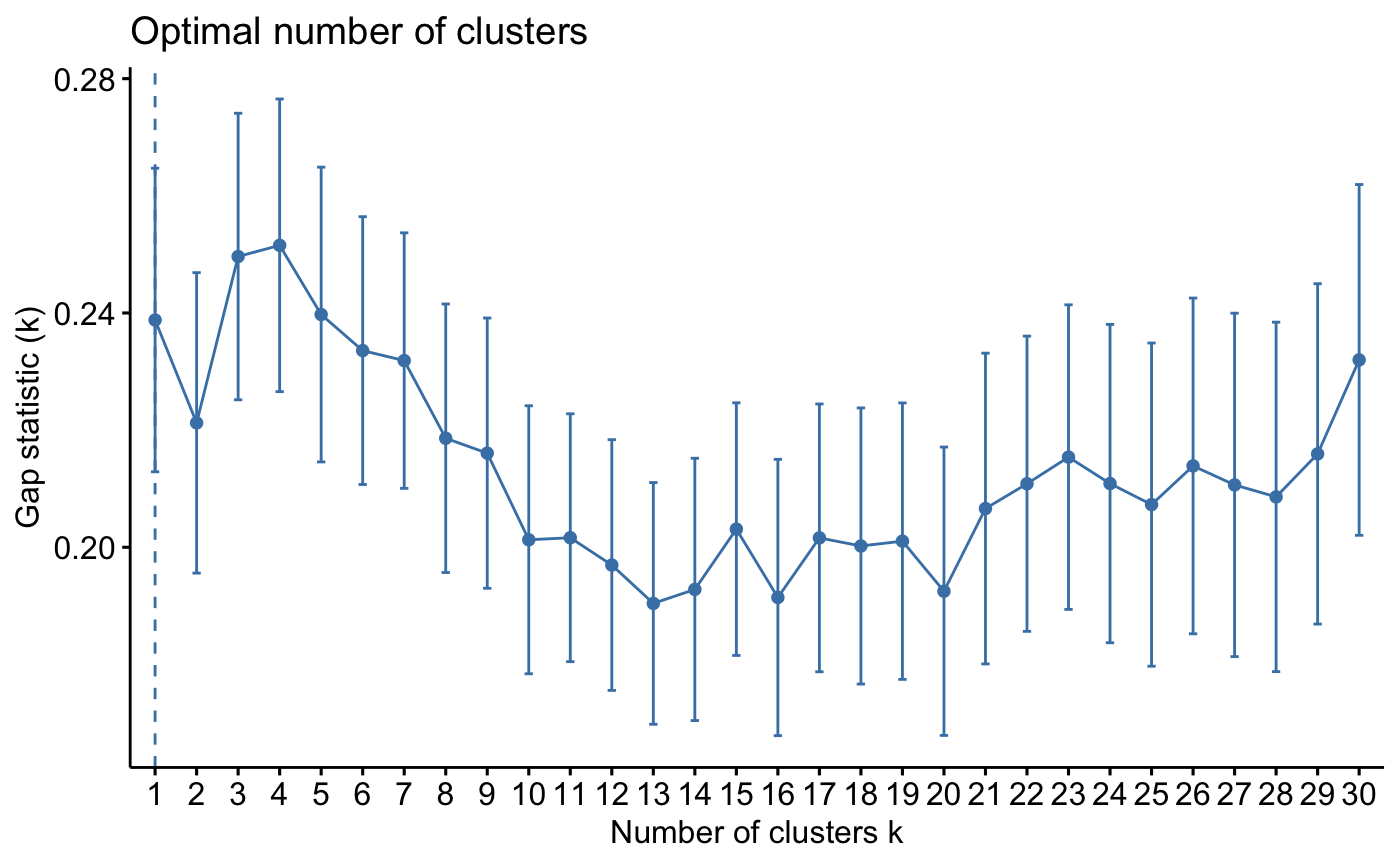 Optimal number of clusters
0.28
0.24
0.20
Gap statistic (k)
1 2 3 4 5 6 7 8 9 10 11 12 13 14 15 16 17 18 19 20 21 22 23 24 25 26 27 28 29 30
Number of clusters k